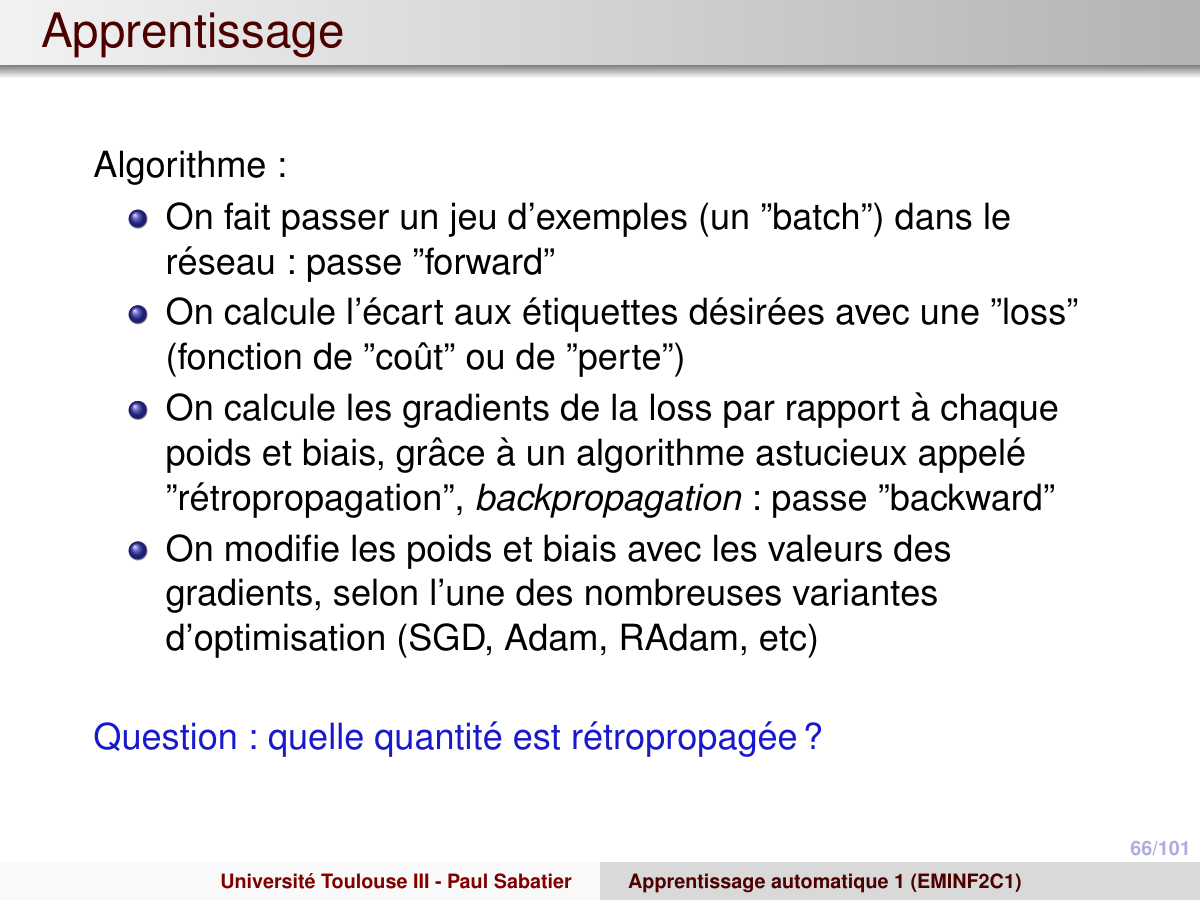 Apprentissage
Algorithme :
On fait passer un jeu d’exemples (un ”batch”) dans le
réseau : passe ”forward”
On calcule l’écart aux étiquettes désirées avec une ”loss”
(fonction de ”coût” ou de ”perte”)
On calcule les gradients de la loss par rapport à chaque
poids et biais, grâce à un algorithme astucieux appelé
”rétropropagation”, backpropagation : passe ”backward”
On modifie les poids et biais avec les valeurs des
gradients, selon l’une des nombreuses variantes
d’optimisation (SGD, Adam, RAdam, etc)
Question : quelle quantité est rétropropagée ?
66/101
Université Toulouse III - Paul Sabatier
Apprentissage automatique 1 (EMINF2C1)